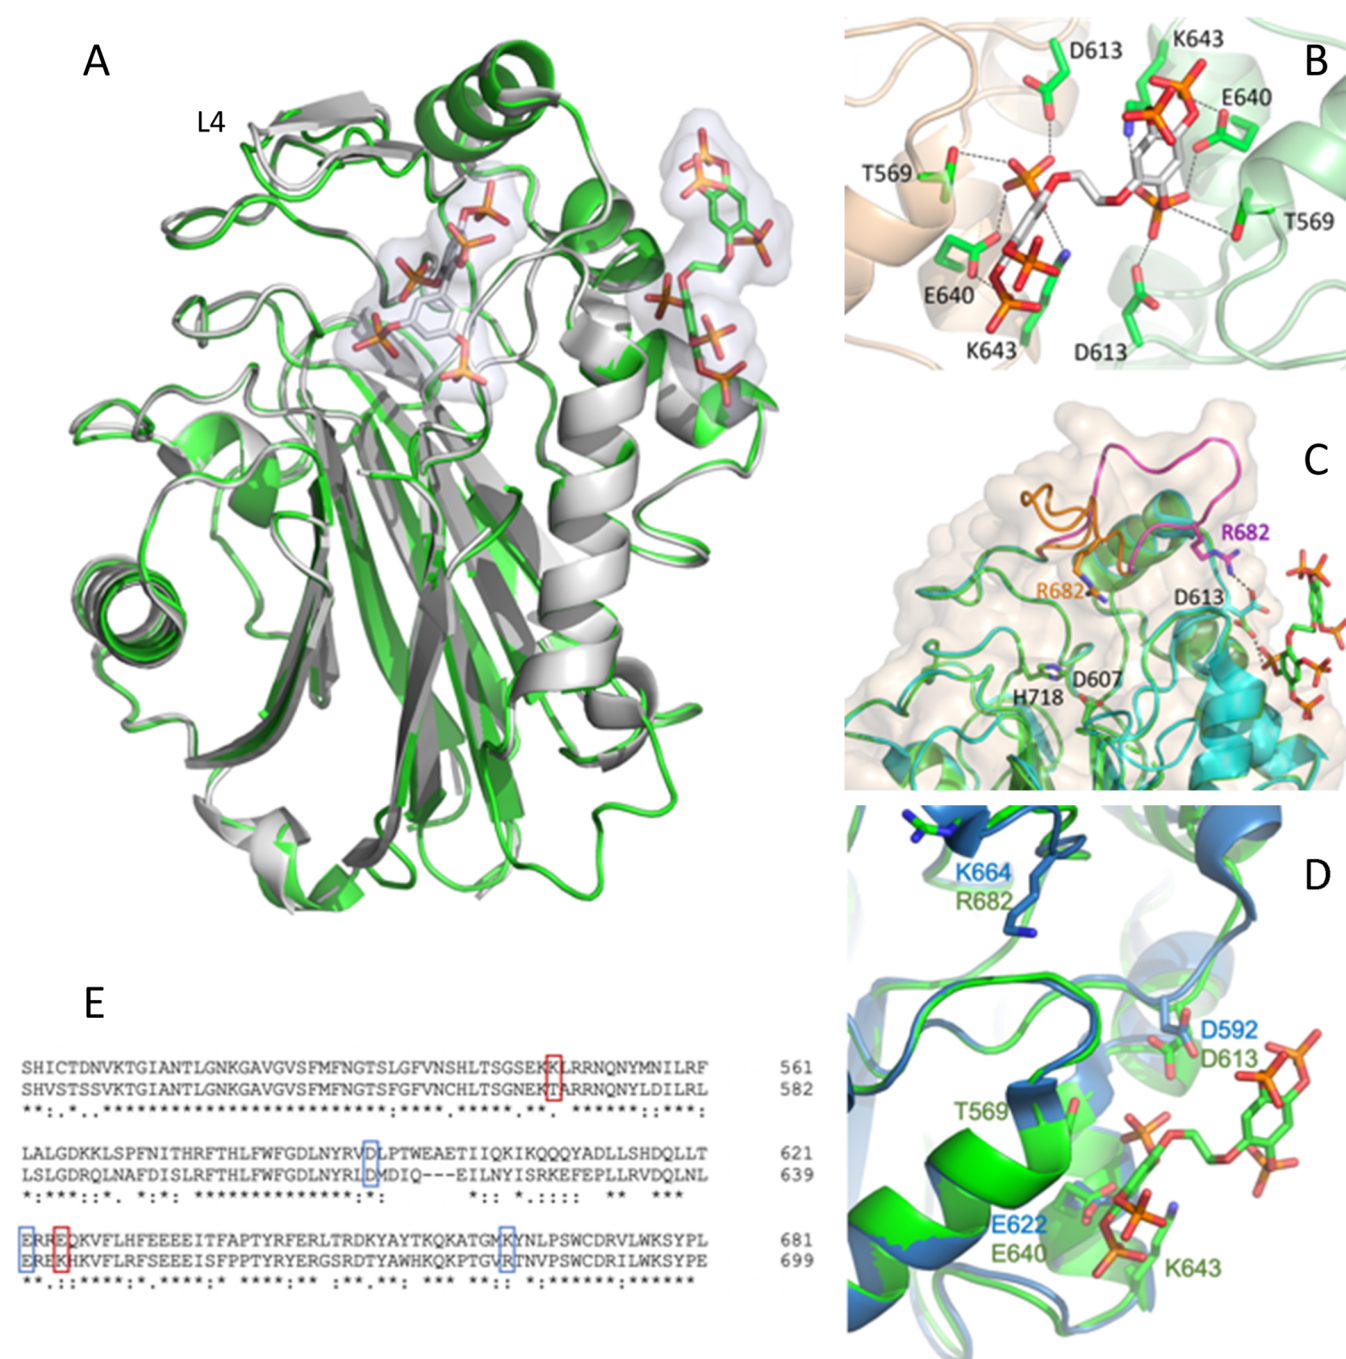 A
L4
B
D613
K643
E640
T569
T569
E640
K643
D613
C
R682
R682
D613
D607
H718
D
K664
R682
D592
D613
T569
E622
E640
K643
E
SHICTDNVKTGIANTLGNKGAVGVSFMFNGTSLGFVNSHLTSGSEKKLRRNQNYMNILRF 561
SHVSTSSVKTGIANTLGNKGAVGVSFMFNGTSFGFVNCHLTSGNEKTARRNQNYLDILRL 582
**:.*..***********************:****.*****.**. ********::***:
LALGDKKLSPFNITHRFTHLFWFGDLNYRVDLPTWEAETIIQKIKQQQYADLLSHDQLLT 621
LSLGDRQLNAFDISLRFTHLFWFGDLNYRLDMDIQ---EILNYISRKEFEPLLRVDQLNL 639
*:***::*. *:*: **************:*:      *::: *.:::: ** ***
ERREQKVFLHFEEEEITFAPTYRFERLTRDKYAYTKQKATGMKYNLPSWCDRVLWKSYPL 681
EREKHKVFLRFSEEEISFPPTYRYERGSRDTYAWHKQKPTGVRTNVPSWCDRILWKSYPE 699
**.::****:*.****:*.****:** :**.**: ***.**:: *:******:******